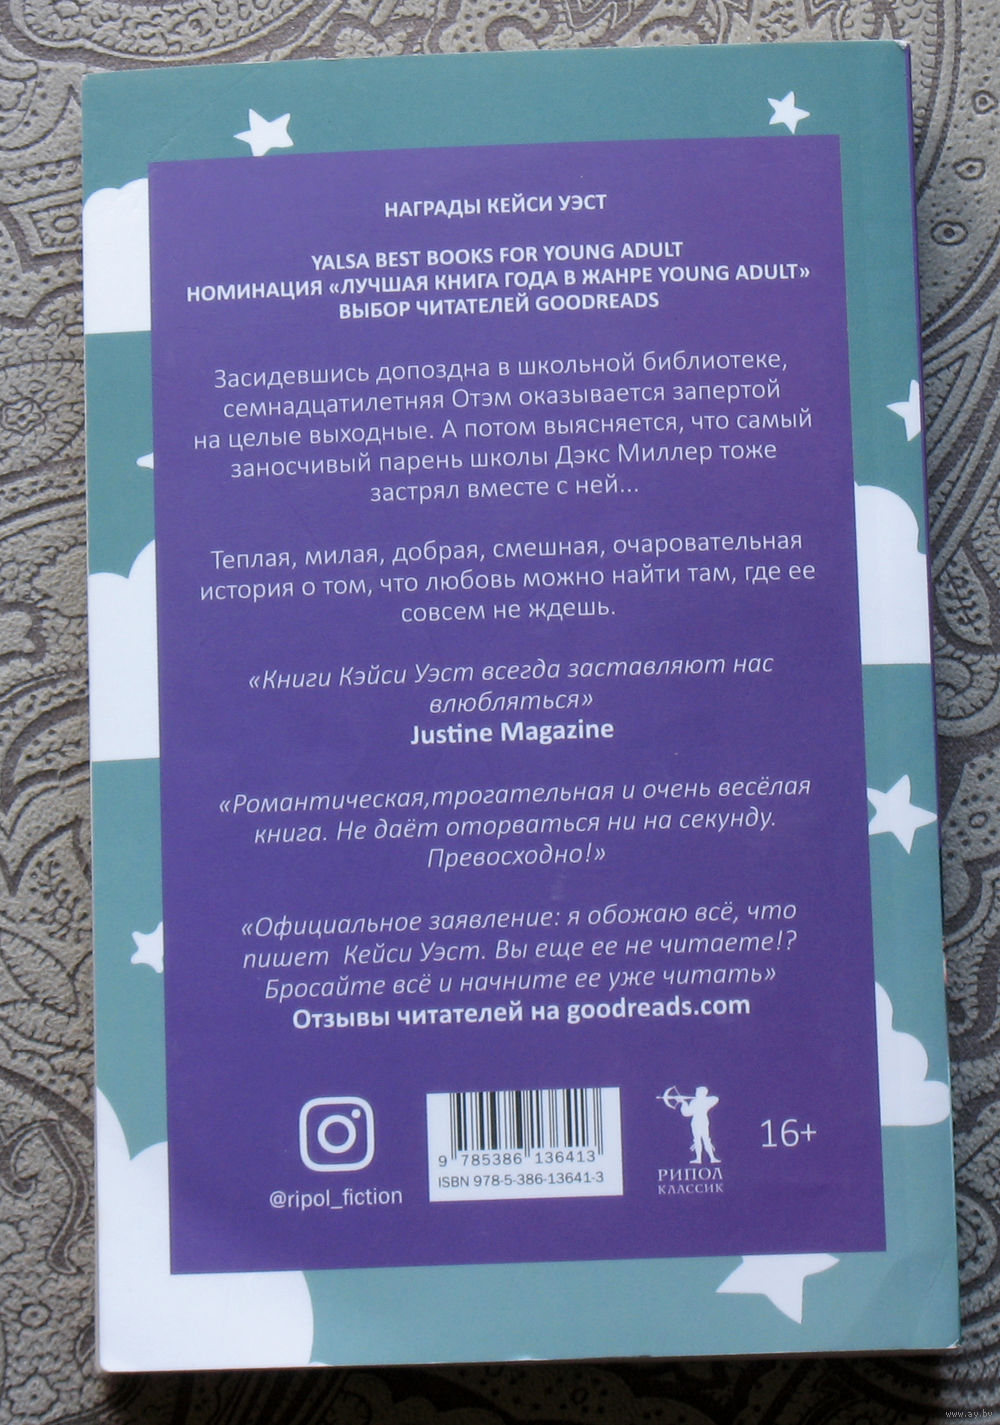 НАГРАДЫ КЕЙСИ УЭСТ
YALSA BEST BOOKS FOR YOUNG ADULT
НОМИНАЦИЯ «ЛУЧШАЯ КНИГА ГОДА В ЖАНРЕ YOUNG ADULT»
ВЫБОР ЧИТАТЕЛЕЙ GOODREADS
Засидевшись допоздна в школьной библиотеке,
семнадцатилетняя Отэм оказывается запертой
на целые выходные. А потом выясняется, что самый
заносчивый парень школы Дэкс Миллер тоже
застрял вместе с ней...
Теплая, милая, добрая, смешная, очаровательная
история о том, что любовь можно найти там, где ее
совсем не ждешь.
«Книги Кэйси Уэст всегда заставляют нас
влюбляться»
Justine Magazine
«Романтическая,трогательная и очень весёлая
книга. Не даёт оторваться ни на секунду.
Превосходно!»
«Официальное заявление: я обожаю всё, что
пишет Кейси Уэст. Вы еще ее не читаете!?
Бросайте всё и начните ее уже читать»
Отзывы читателей на goodreads.com
@ripol_fiction
9 785386 136413
ISBN 978-5-386-13641-3
РИПОЛ
КЛАССИК
16+
www.ay.by